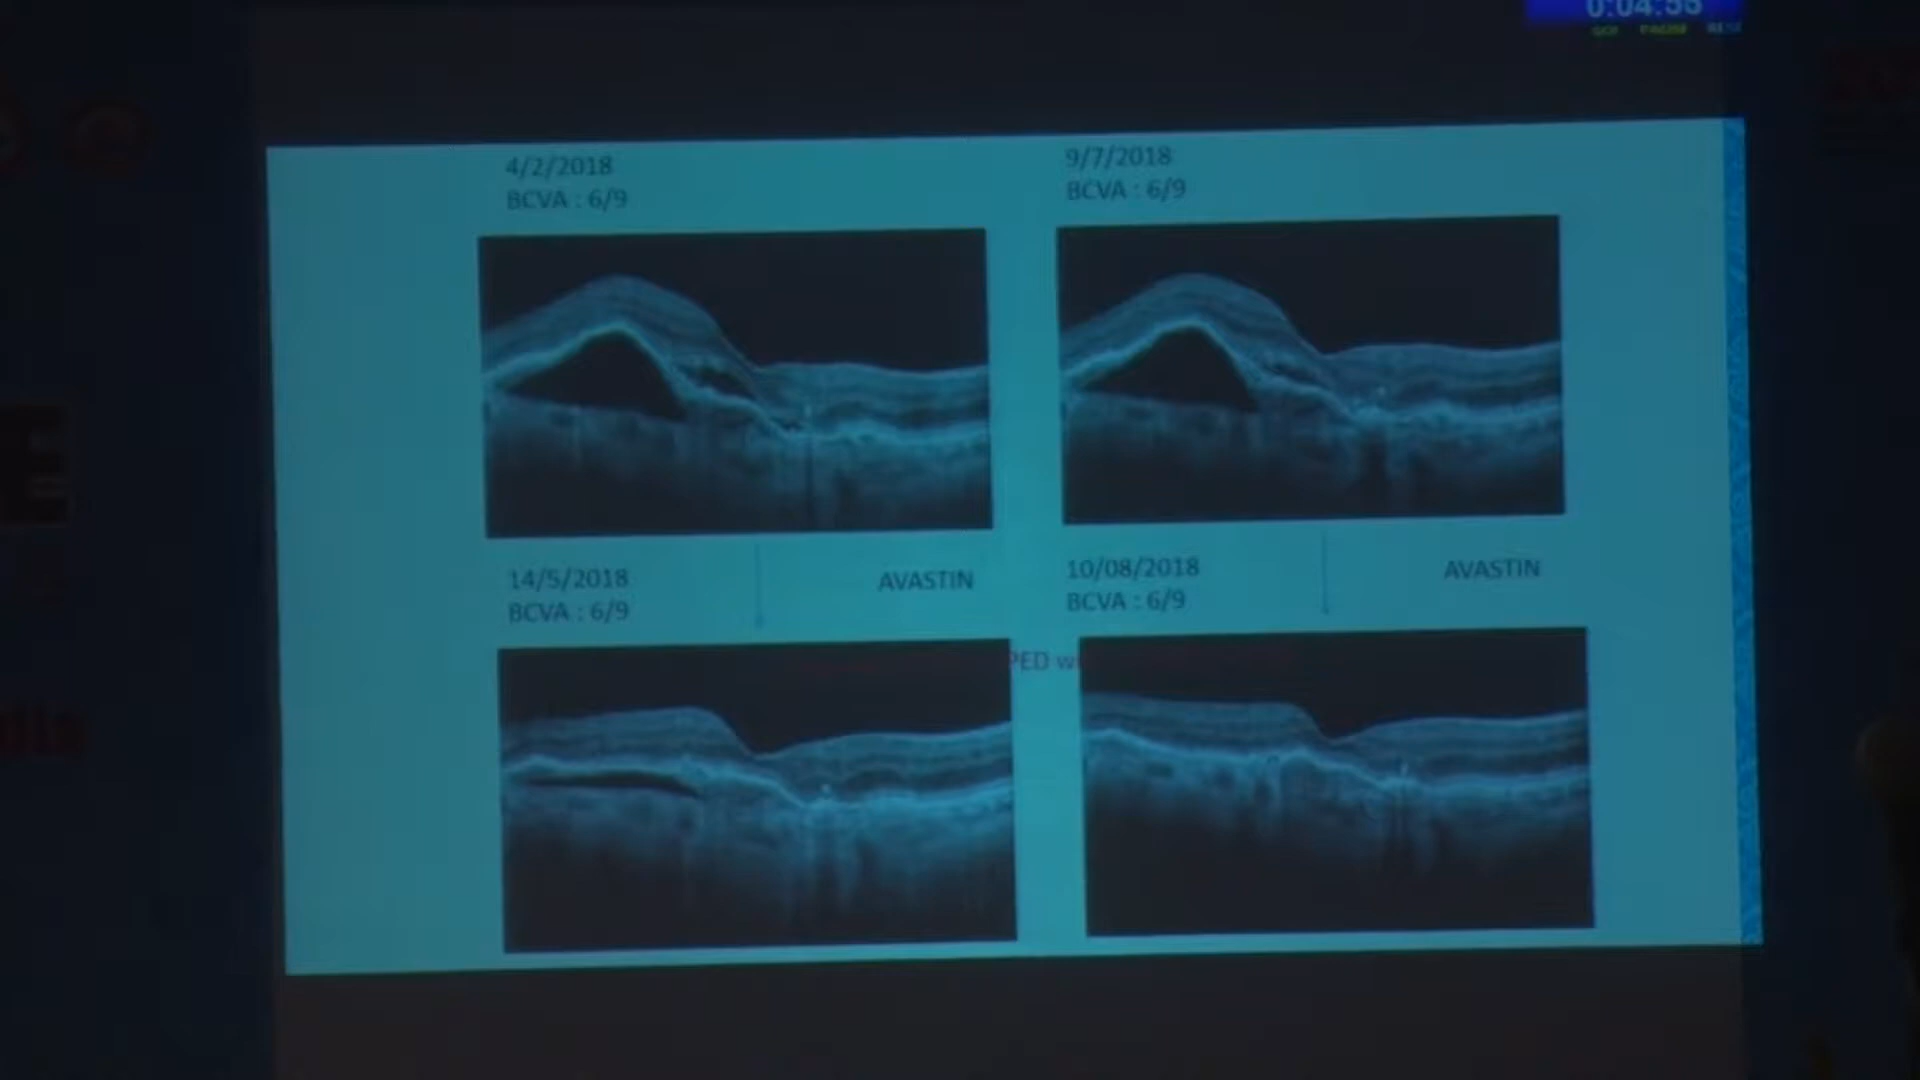 4/2/2018
BCVA : 6/9
9/7/2018
BCVA : 6/9
14/5/2018
BCVA : 6/9
AVASTIN
10/08/2018
BCVA : 6/9
AVASTIN
PED